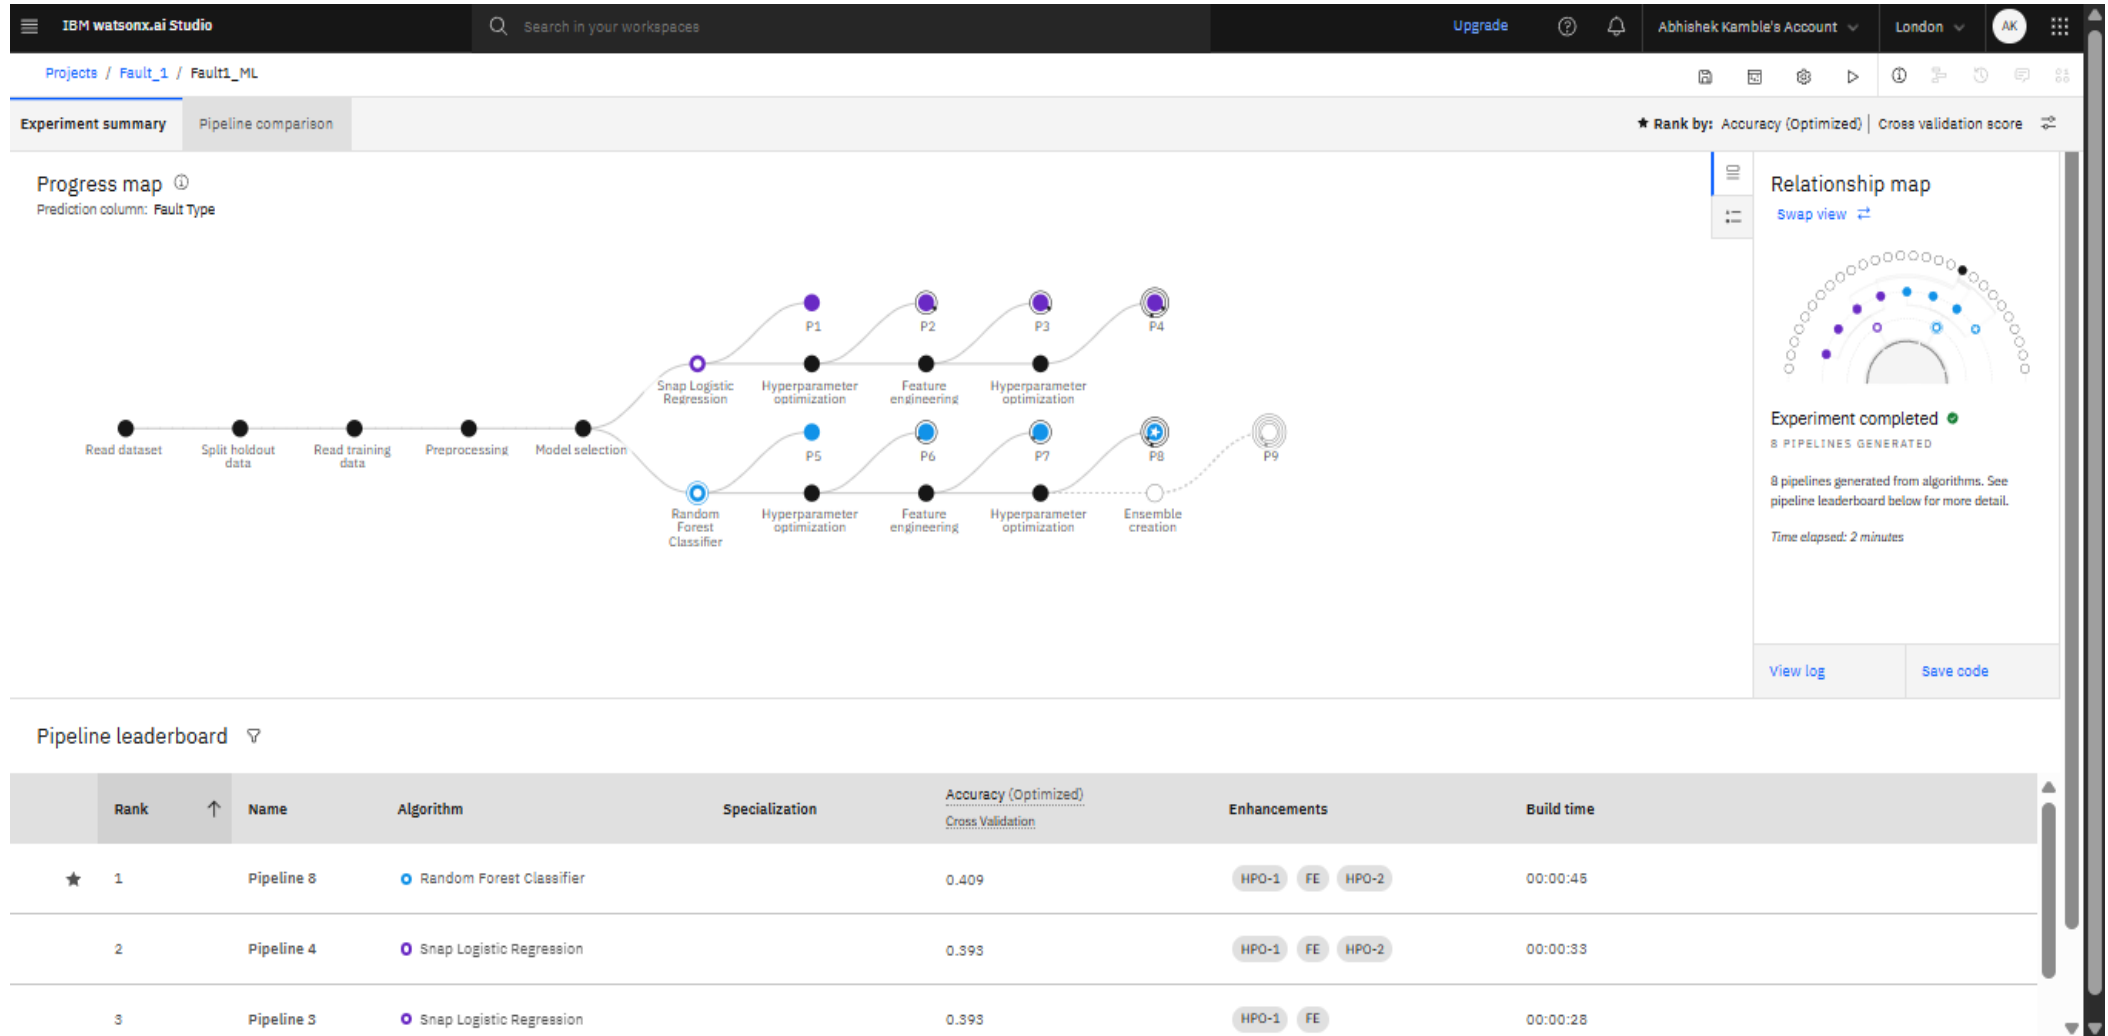 IBM watsonx.ai Studio
Search in your workspaces
Upgrade
Abhishek Kamble's Account
London
AK
Projects / Fault_1 / Fault1_ML
Experiment summary
Pipeline comparison
Rank by: Accuracy (Optimized) | Cross validation score
Progress map
Prediction column: Fault Type
P1
P2
P3
P4
Snap Logistic
Regression
Hyperparameter
optimization
Feature
engineering
Hyperparameter
optimization
Read dataset
Split holdout
data
Read training
data
Preprocessing
Model selection
P5
P6
P7
P8
P9
Random
Forest
Classifier
Hyperparameter
optimization
Feature
engineering
Hyperparameter
optimization
Ensemble
creation
Relationship map
Swap view
Experiment completed
8 PIPELINES GENERATED
8 pipelines generated from algorithms. See
pipeline leaderboard below for more detail.
Time elapsed: 2 minutes
View log
Save code
Pipeline leaderboard
Rank Name Algorithm Specialization Accuracy (Optimized) Enhancements Build time
Cross Validation
1 Pipeline 8 Random Forest Classifier 0.409 HPO-1 FE HPO-2 00:00:45
2 Pipeline 4 Snap Logistic Regression 0.393 HPO-1 FE HPO-2 00:00:33
3 Pipeline 3 Snap Logistic Regression 0.393 HPO-1 FE 00:00:28